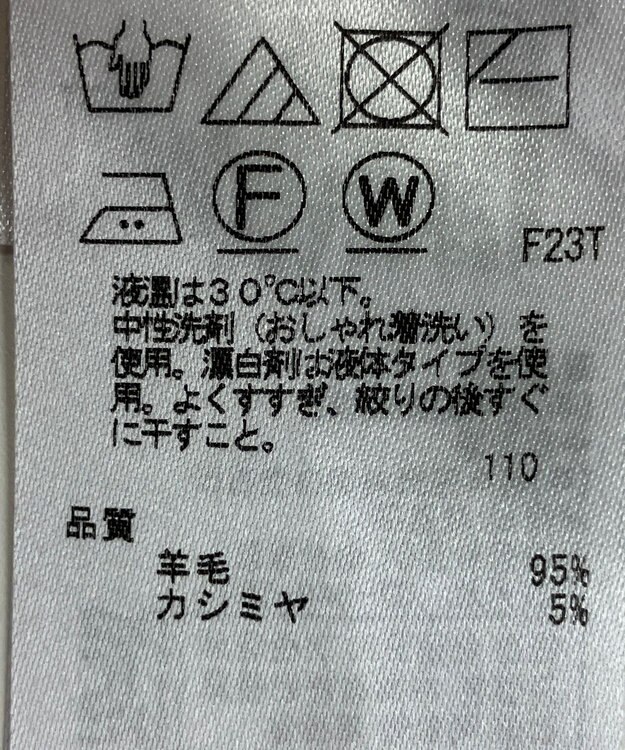 F W
F23T
液温は30℃以下。
中性洗剤（おしゃれ着洗い）を
使用。漂白剤は液体タイプを使
用。よくすすぎ、絞りの後すぐ
に干すこと。
110
品質
羊毛 95%
カシミヤ 5%